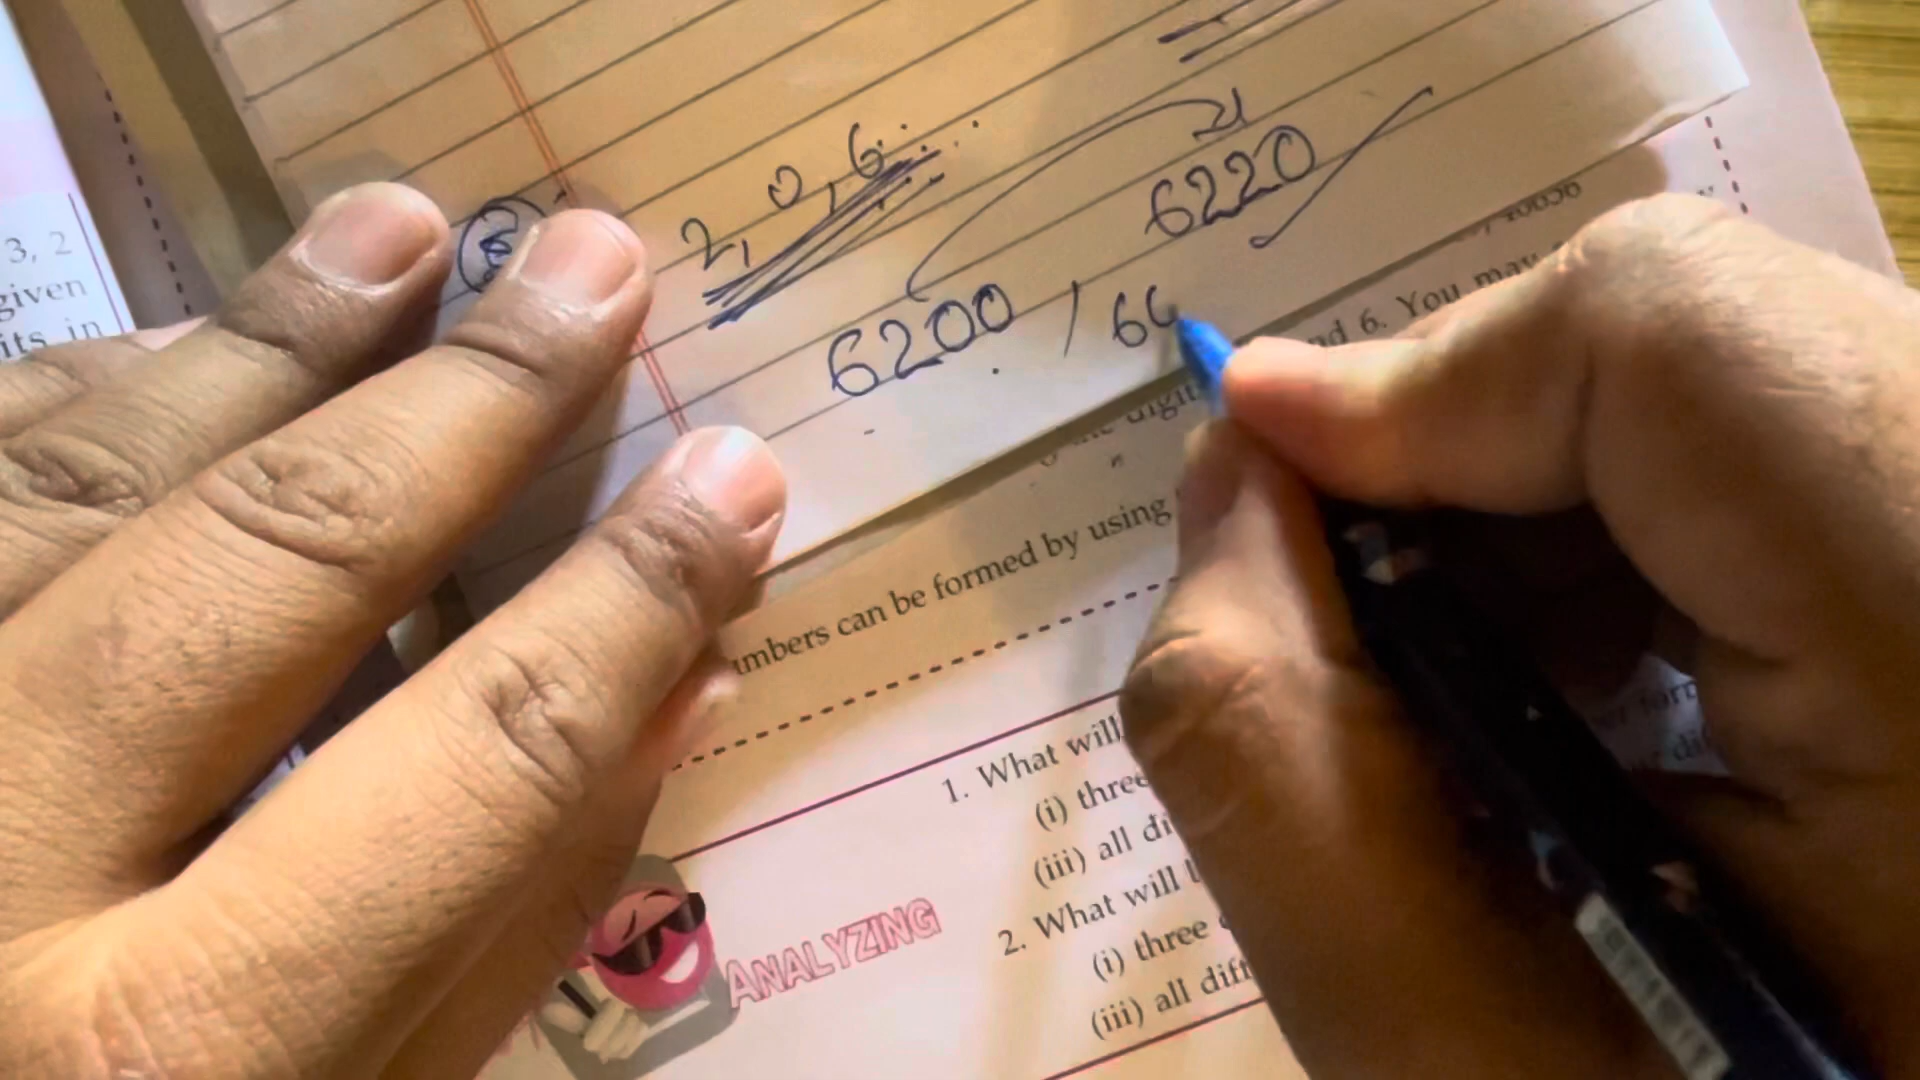 3, 2
given
its in
2, 0, 6
6220
6200 / 66
nd 6. You may
the digit
umbers can be formed by using
1. What will
(i) three
(iii) all di
2. What will
(i) three
(iii) all diff
ANALYZING